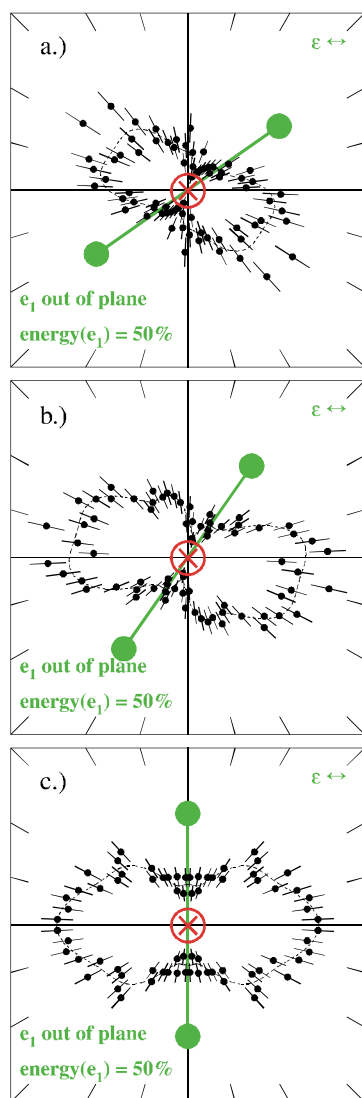 a.)
ε ↔
e₁ out of plane
energy(e₁) = 50%
b.)
ε ↔
e₁ out of plane
energy(e₁) = 50%
c.)
ε ↔
e₁ out of plane
energy(e₁) = 50%